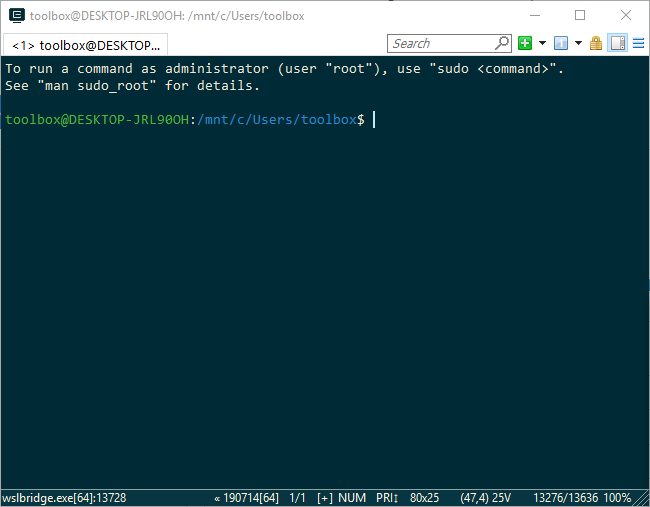 toolbox@DESKTOP-JRL90OH: /mnt/c/Users/toolbox
<1> toolbox@DESKTOP... Search
To run a command as administrator (user "root"), use "sudo <command>".
See "man sudo_root" for details.
toolbox@DESKTOP-JRL90OH:/mnt/c/Users/toolbox$
wslbridge.exe[64]:13728 « 190714[64] 1/1 [+] NUM PRI↕ 80x25 (47,4) 25V 13276/13636 100%